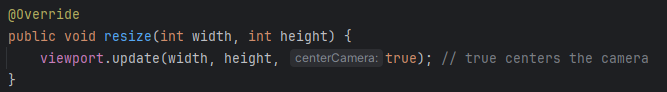 @Override
public void resize(int width, int height) {
    viewport.update(width, height, centerCamera: true); // true centers the camera
}